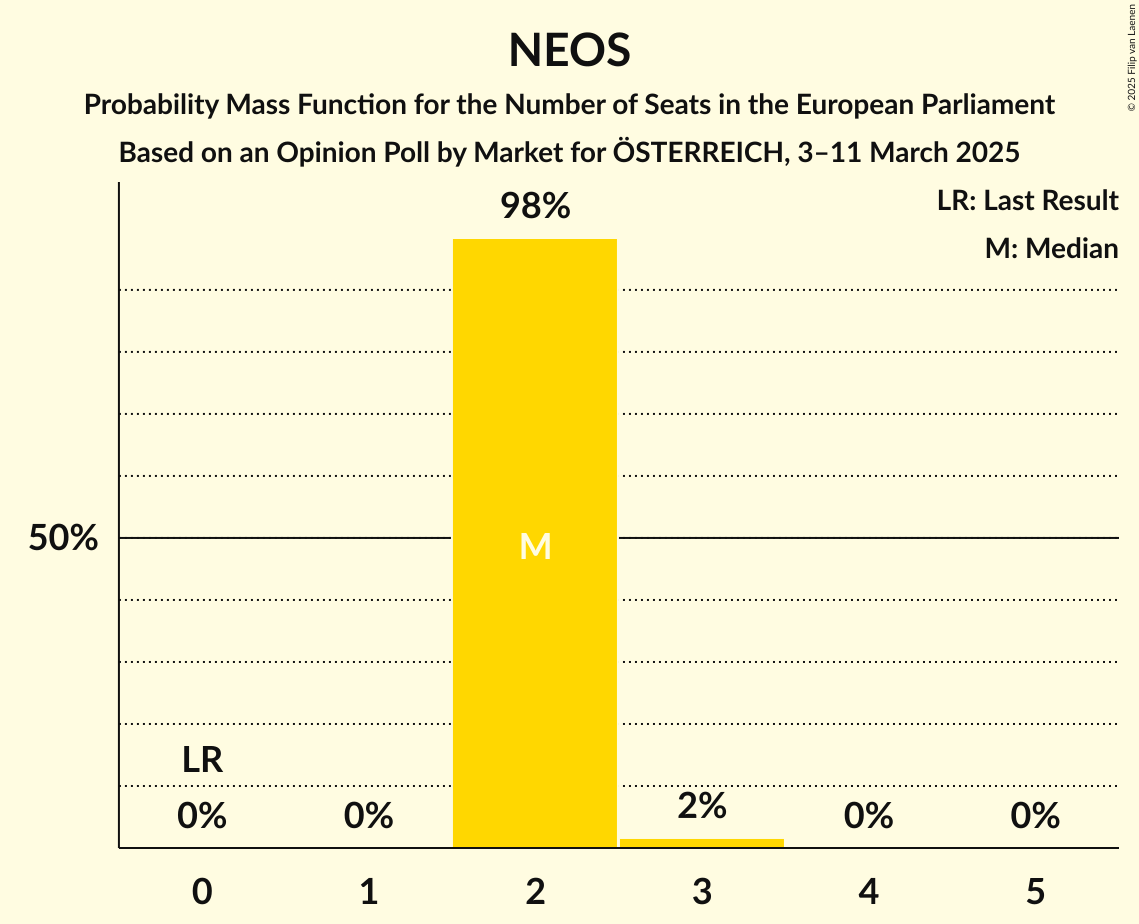 NEOS
Probability Mass Function for the Number of Seats in the European Parliament
Based on an Opinion Poll by Market for ÖSTERREICH, 3–11 March 2025
© 2025 Filip van Laenen
LR: Last Result
M: Median
98%
50%
M
LR
0%
0%
2%
0%
0%
0
1
2
3
4
5